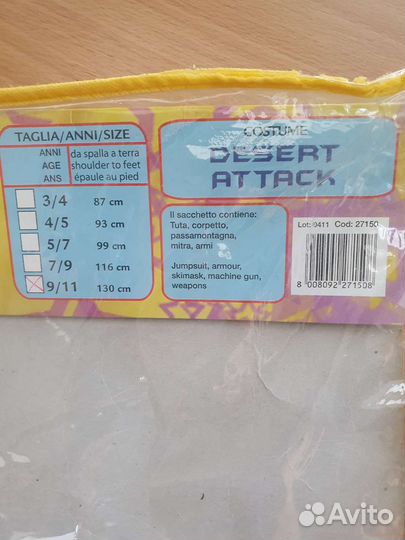 TAGLIA/ANNI/SIZE
ANNI
AGE
ANS
da spalla a terra
shoulder to feet
épaule au pied
3/4 87 cm
4/5 93 cm
5/7 99 cm
7/9 116 cm
9/11 130 cm
COSTUME
DESERT
ATTACK
Il sacchetto contiene:
Tuta, corpetto,
passamontagna,
mitra, armi
Jumpsuit, armour,
skimask, machine gun,
weapons
Lot: 0411 Cod: 27150
8 008092 271508
Avito